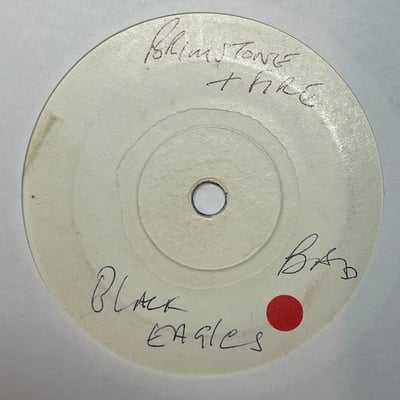 BRIMSTONE
+ FIRE
BAD
BLACK
EAGLES